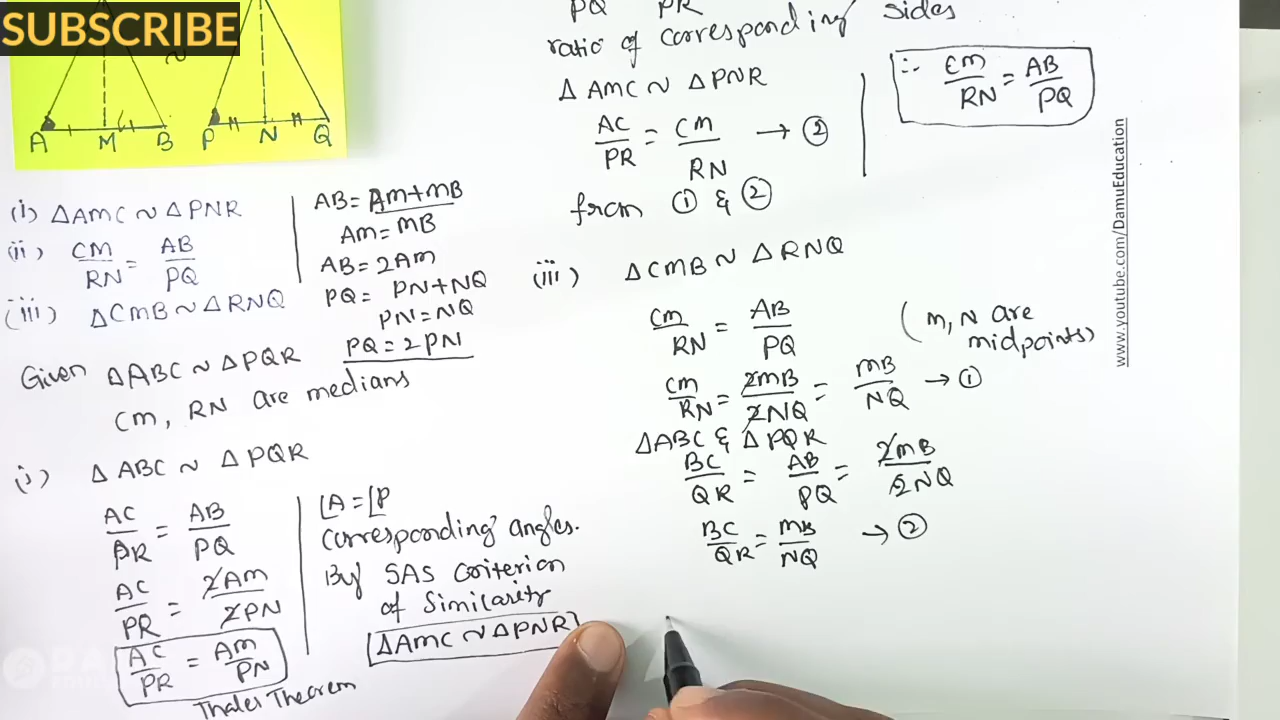 SUBSCRIBE
A M B P N Q
~
(i) △AMC ~ △PNR
(ii) CM/RN = AB/PQ
(iii) △CMB ~ △RNQ
AB = AM+MB
AM = MB
AB = 2AM
PQ = PN+NQ
PN = NQ
PQ = 2PN
Given △ABC ~ △PQR
CM, RN are medians
(i) △ABC ~ △PQR
AC/PR = AB/PQ
AC/PR = 2AM/2PN
AC/PR = AM/PN
Thales Theorem
∠A = ∠P
Corresponding angles.
By SAS Criterion
of Similarity
△AMC ~ △PNR
PQ PR
ratio of corresponding sides
△AMC ~ △PNR
AC/PR = CM/RN → ②
from ① & ②
∴ CM/RN = AB/PQ
(iii) △CMB ~ △RNQ
CM/RN = AB/PQ
(M, N are
midpoints)
CM/RN = 2MB/2NQ = MB/NQ → ①
△ABC & △PQR
BC/QR = AB/PQ = 2MB/2NQ
BC/QR = MB/NQ → ②
www.youtube.com/DamuEducation